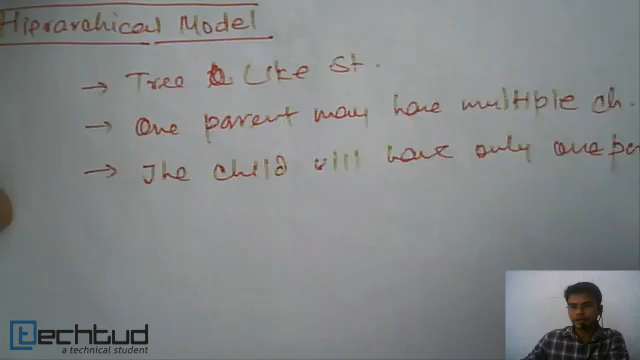 Hierarchical Model
→ Tree Like St.
→ One parent may have multiple ch.
→ The child will have only one pa
techtud
a technical student